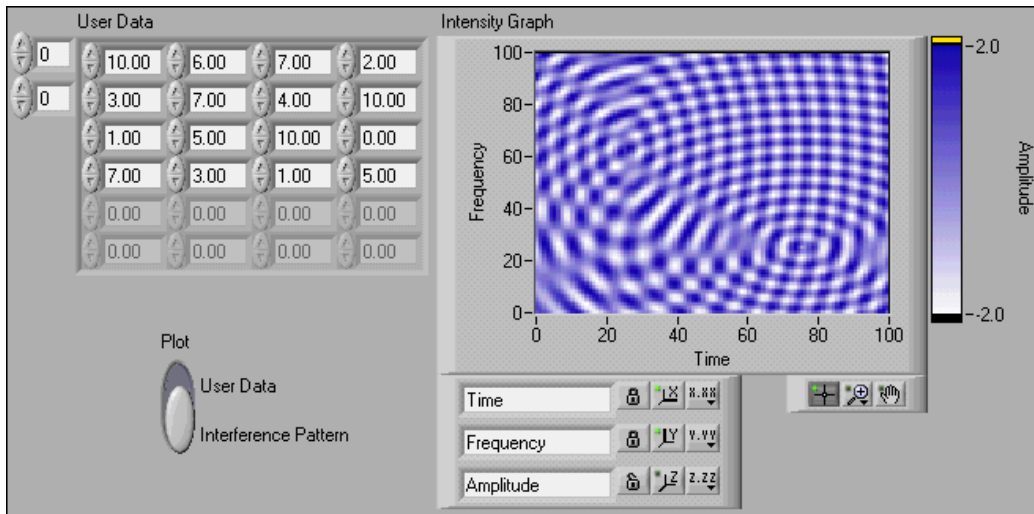 User Data
0
0
10.00 6.00 7.00 2.00
3.00 7.00 4.00 10.00
1.00 5.00 10.00 0.00
7.00 3.00 1.00 5.00
0.00 0.00 0.00 0.00
0.00 0.00 0.00 0.00
Plot
User Data
Interference Pattern
Intensity Graph
Frequency
100
80
60
40
20
0
0 20 40 60 80 100
Time
2.0
-2.0
Amplitude
Time X X.XX
Frequency Y Y.YY
Amplitude Z Z.ZZ